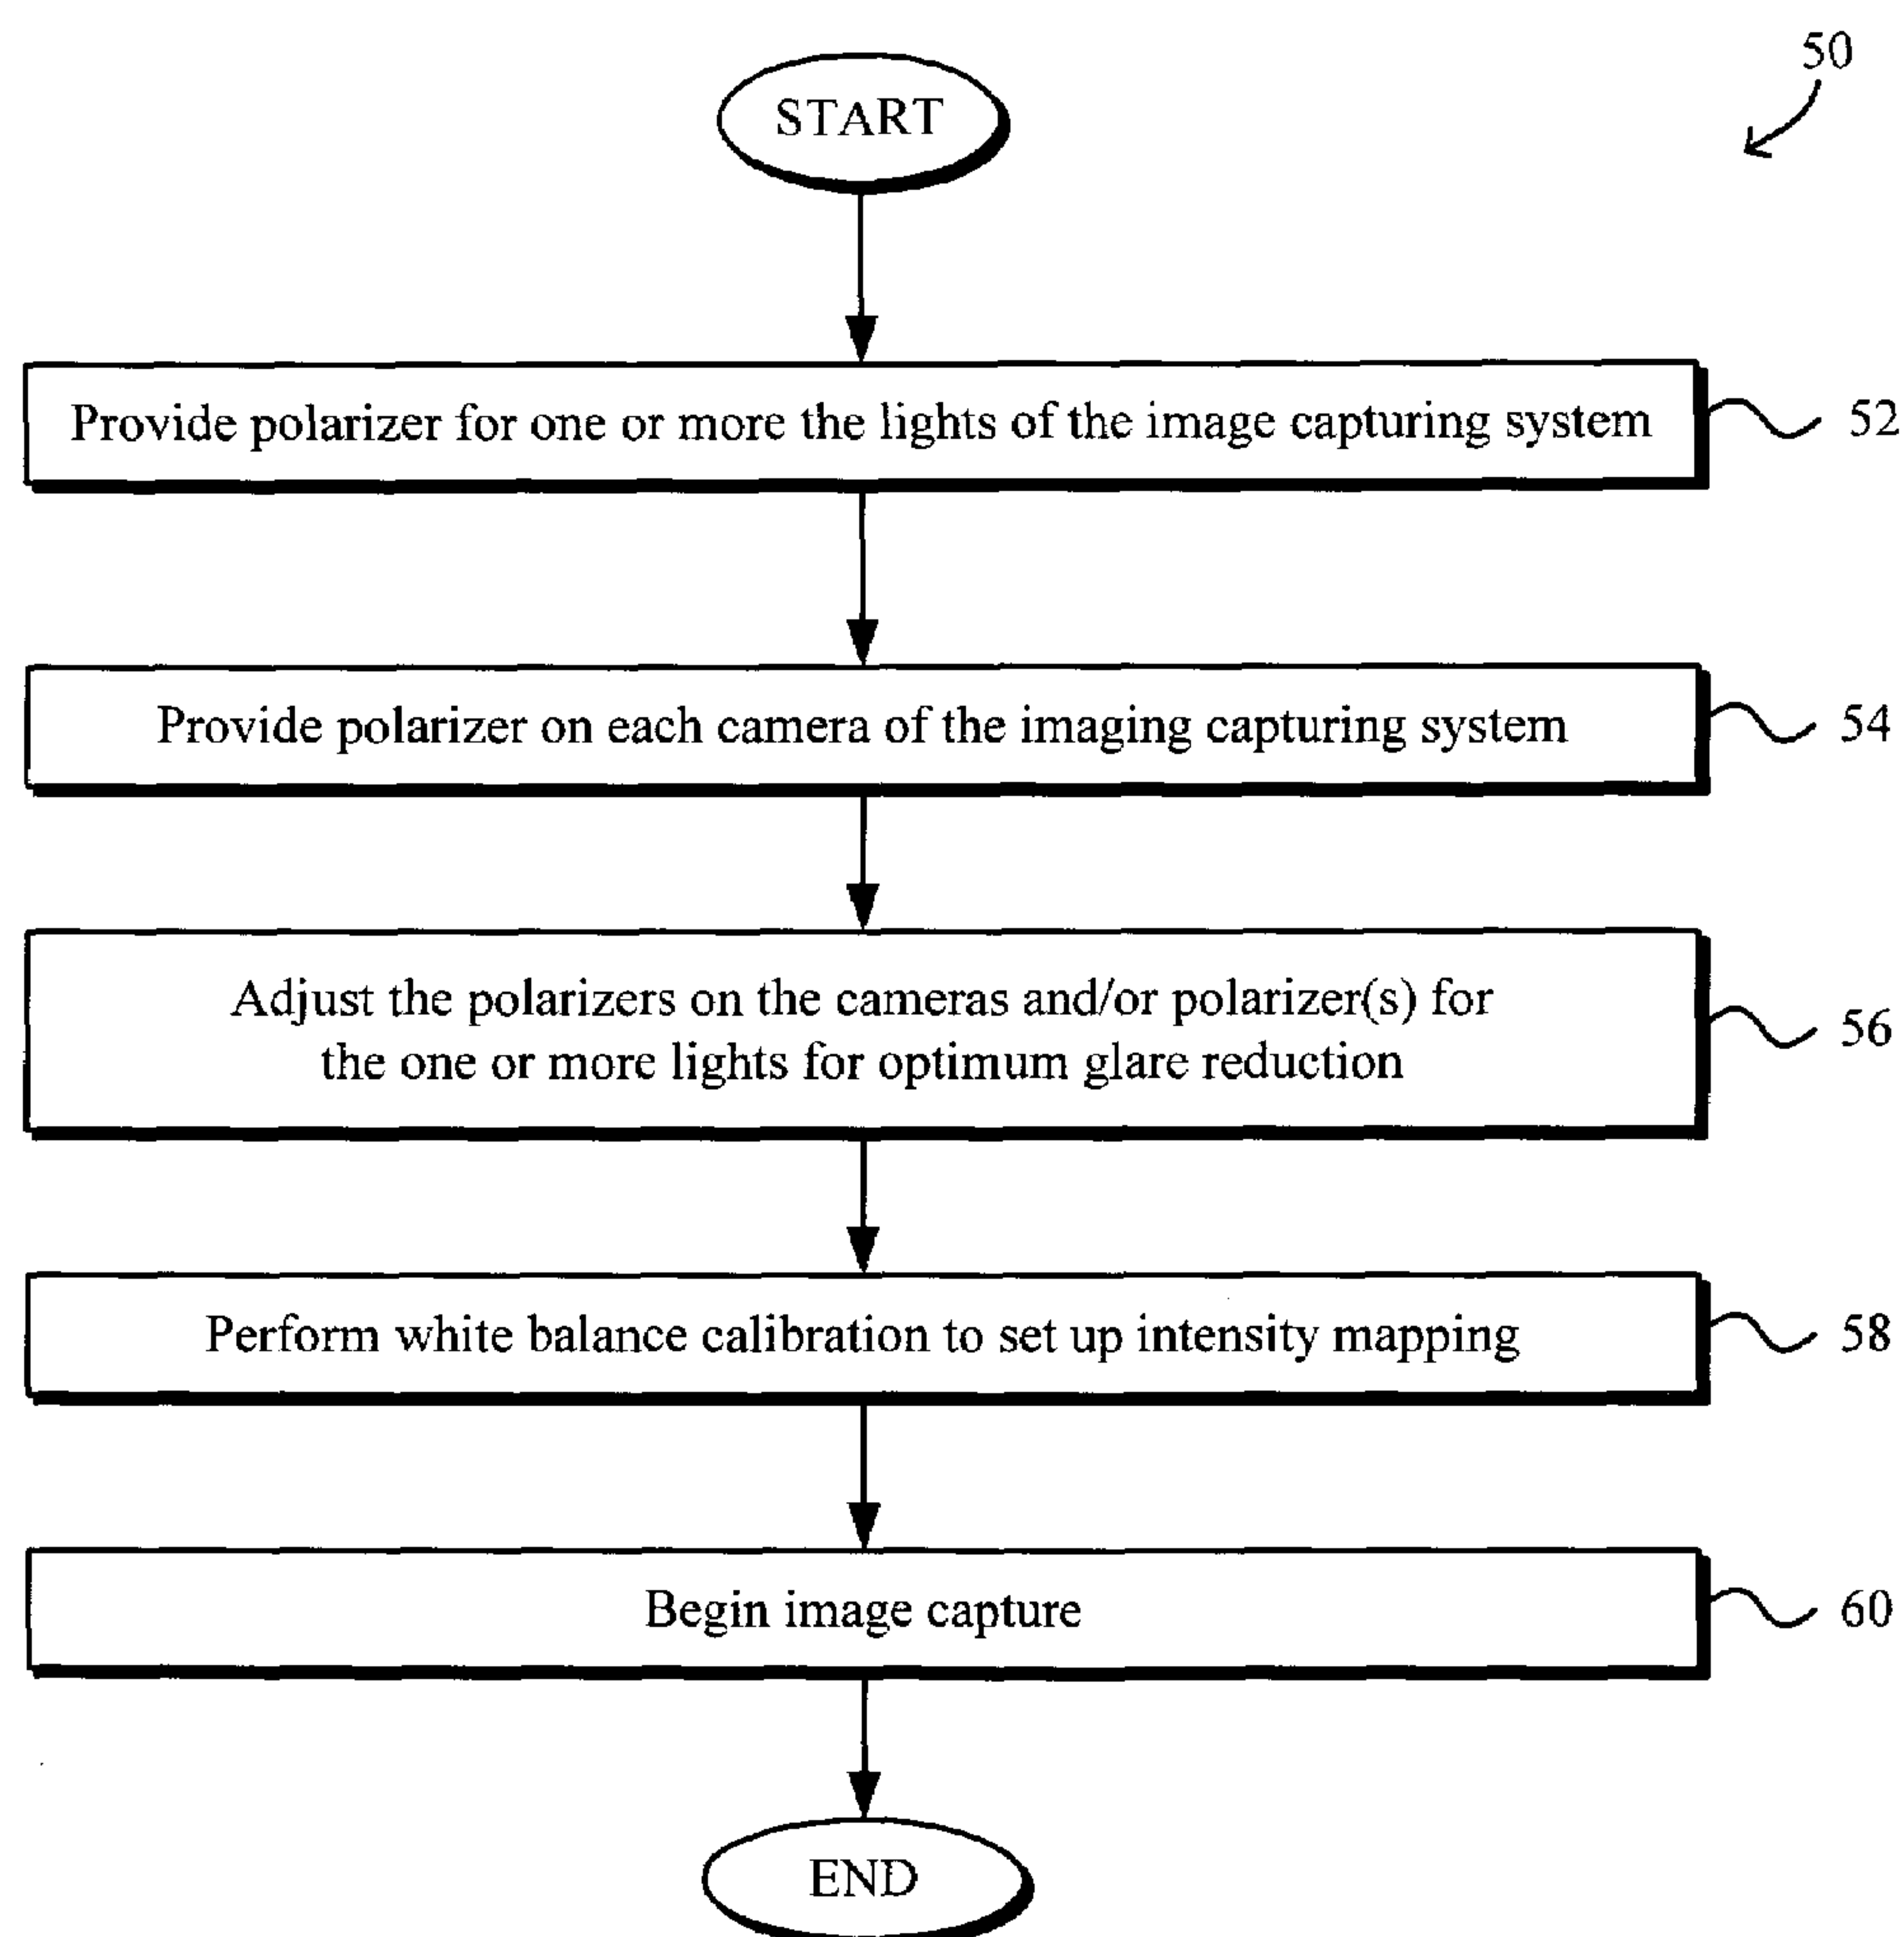 50
START
Provide polarizer for one or more the lights of the image capturing system
52
Provide polarizer on each camera of the imaging capturing system
54
Adjust the polarizers on the cameras and/or polarizer(s) for
the one or more lights for optimum glare reduction
56
Perform white balance calibration to set up intensity mapping
58
Begin image capture
60
END